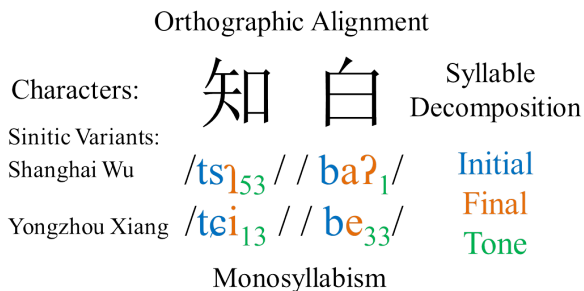 Orthographic Alignment
Characters: 知 白
Syllable
Decomposition
Sinitic Variants:
Shanghai Wu /tsʅ53 / / baʔ1/
Yongzhou Xiang /tɕi13 / / be33/
Initial
Final
Tone
Monosyllabism